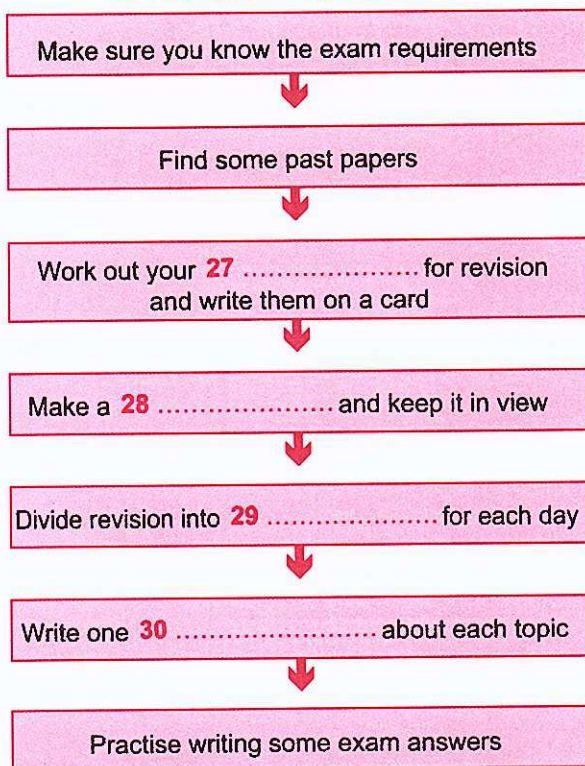 Make sure you know the exam requirements
Find some past papers
Work out your 27 ........................ for revision
and write them on a card
Make a 28 ........................ and keep it in view
Divide revision into 29 ........................ for each day
Write one 30 ........................... about each topic
Practise writing some exam answers